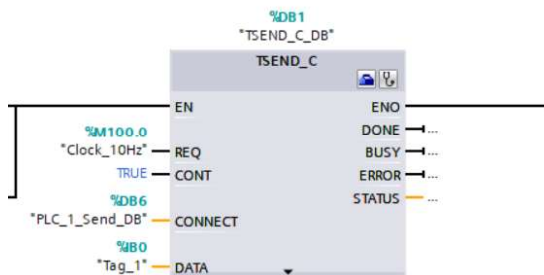 %DB1
"TSEND_C_DB"
TSEND_C
EN ENO
DONE ...
%M100.0
"Clock_10Hz" REQ BUSY ...
TRUE CONT ERROR ...
%DB6 STATUS ...
"PLC_1_Send_DB" CONNECT
%IB0
"Tag_1" DATA